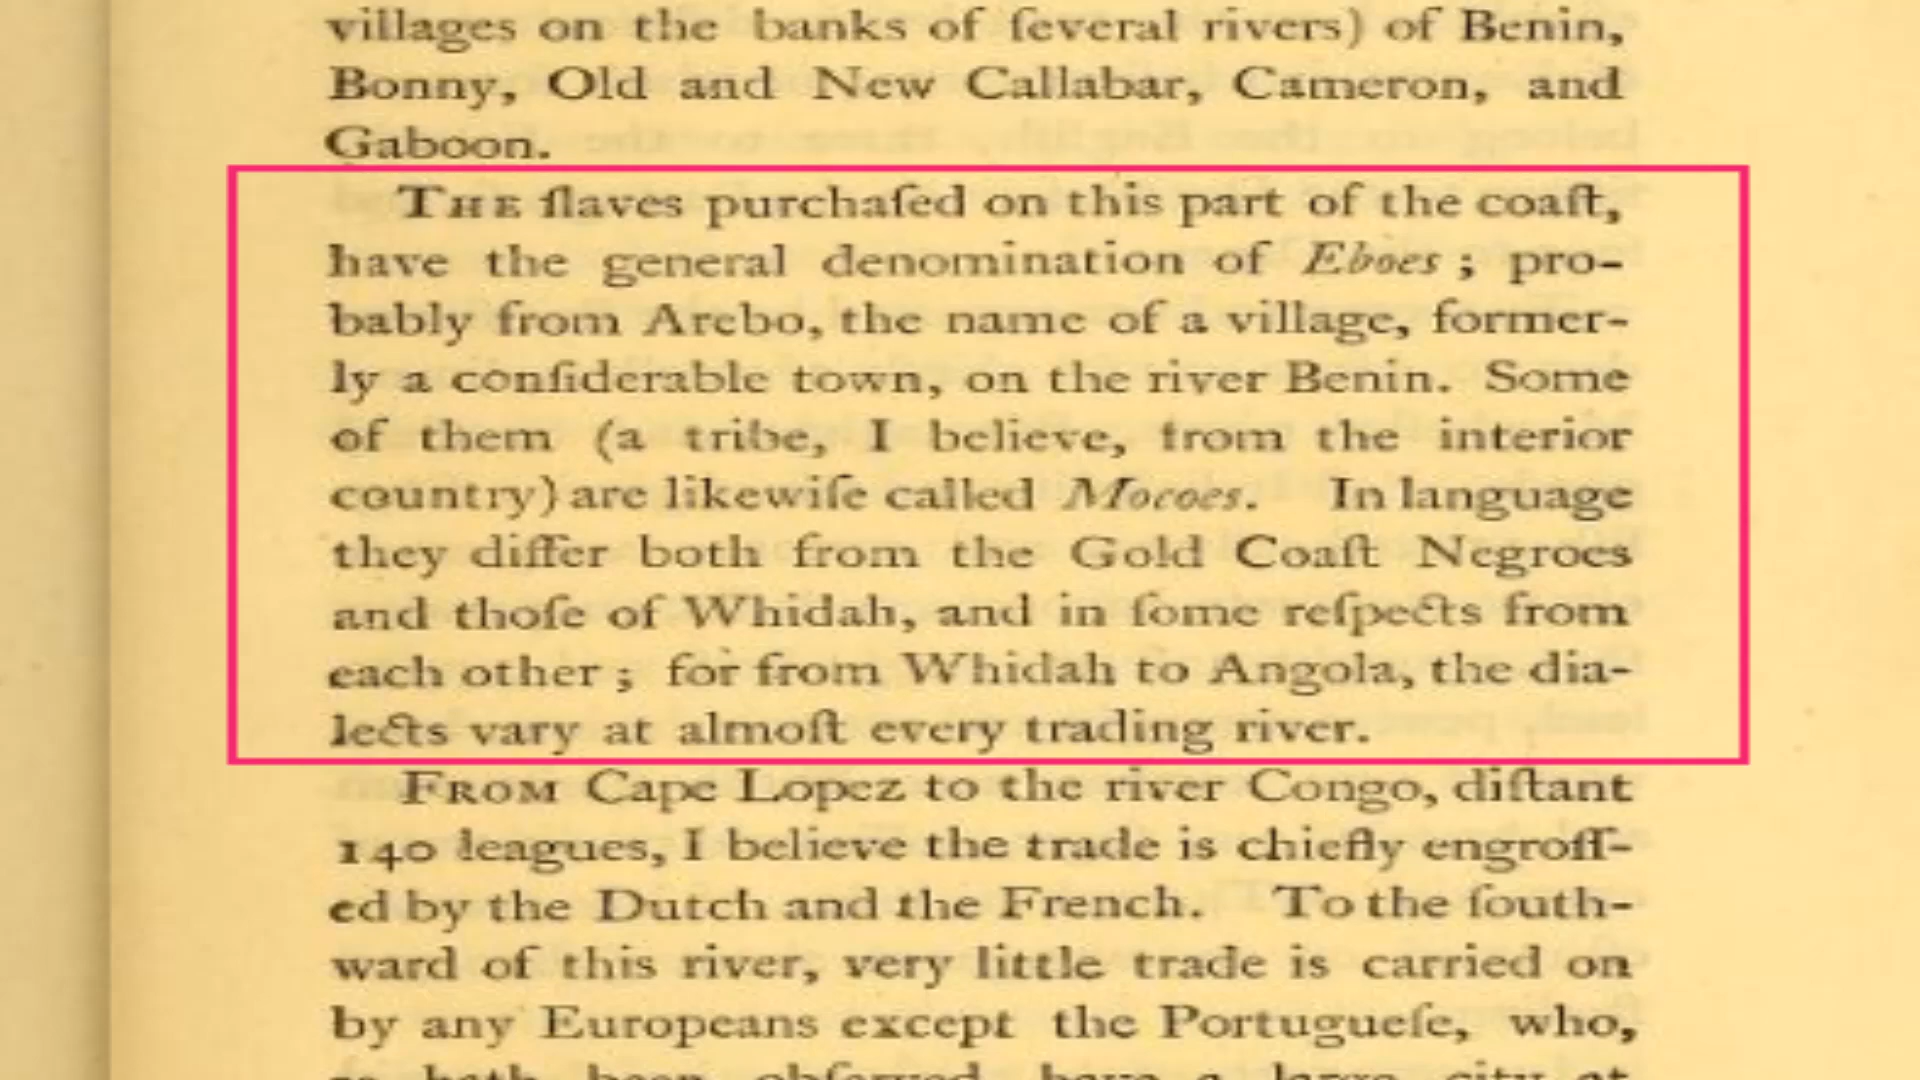 villages on the banks of ſeveral rivers) of Benin,
Bonny, Old and New Callabar, Cameron, and
Gaboon.
THE ſlaves purchaſed on this part of the coaſt,
have the general denomination of Eboes ; pro-
bably from Arebo, the name of a village, former-
ly a conſiderable town, on the river Benin. Some
of them (a tribe, I believe, from the interior
country) are likewiſe called Mocoes. In language
they differ both from the Gold Coaſt Negroes
and thoſe of Whidah, and in ſome reſpects from
each other ; for from Whidah to Angola, the dia-
lects vary at almoſt every trading river.
FROM Cape Lopez to the river Congo, diſtant
140 leagues, I believe the trade is chiefly engroſſ-
ed by the Dutch and the French. To the ſouth-
ward of this river, very little trade is carried on
by any Europeans except the Portugueſe, who,
hath been obſerved, have a large city at